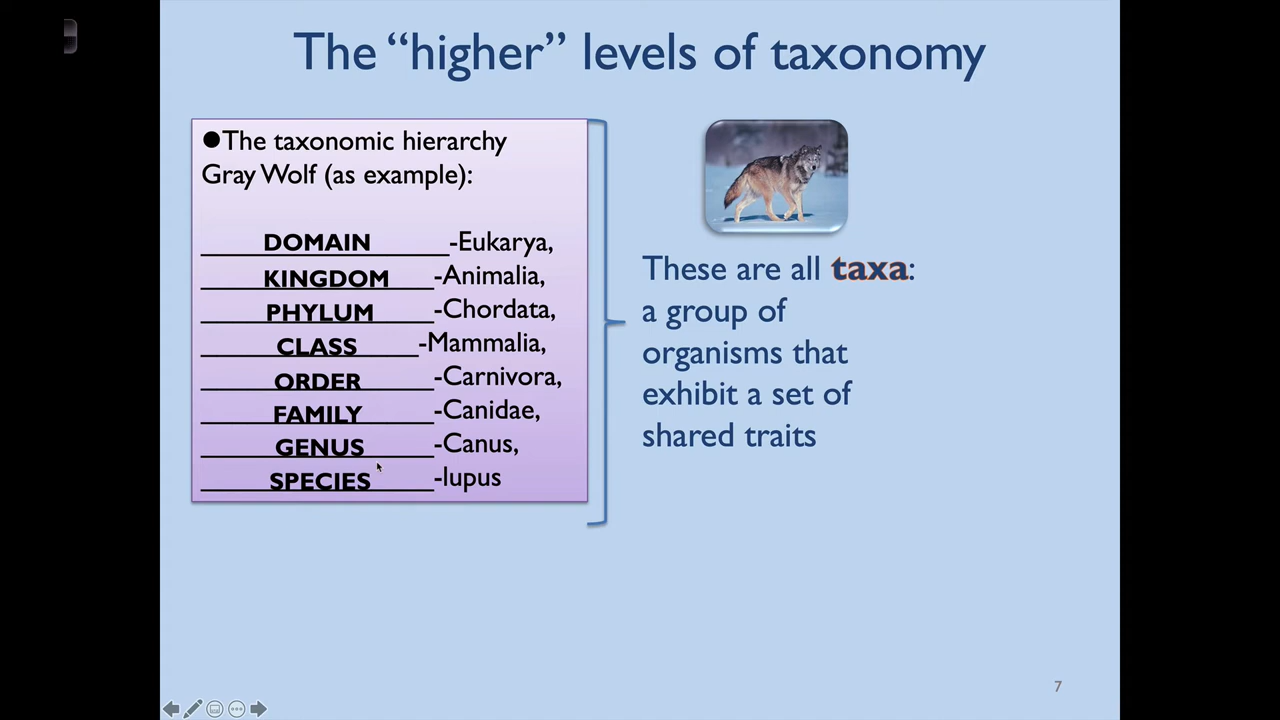 The “higher” levels of taxonomy
●The taxonomic hierarchy
Gray Wolf (as example):
DOMAIN-Eukarya,
KINGDOM-Animalia,
PHYLUM-Chordata,
CLASS-Mammalia,
ORDER-Carnivora,
FAMILY-Canidae,
GENUS-Canus,
SPECIES-lupus
These are all taxa:
a group of
organisms that
exhibit a set of
shared traits
7